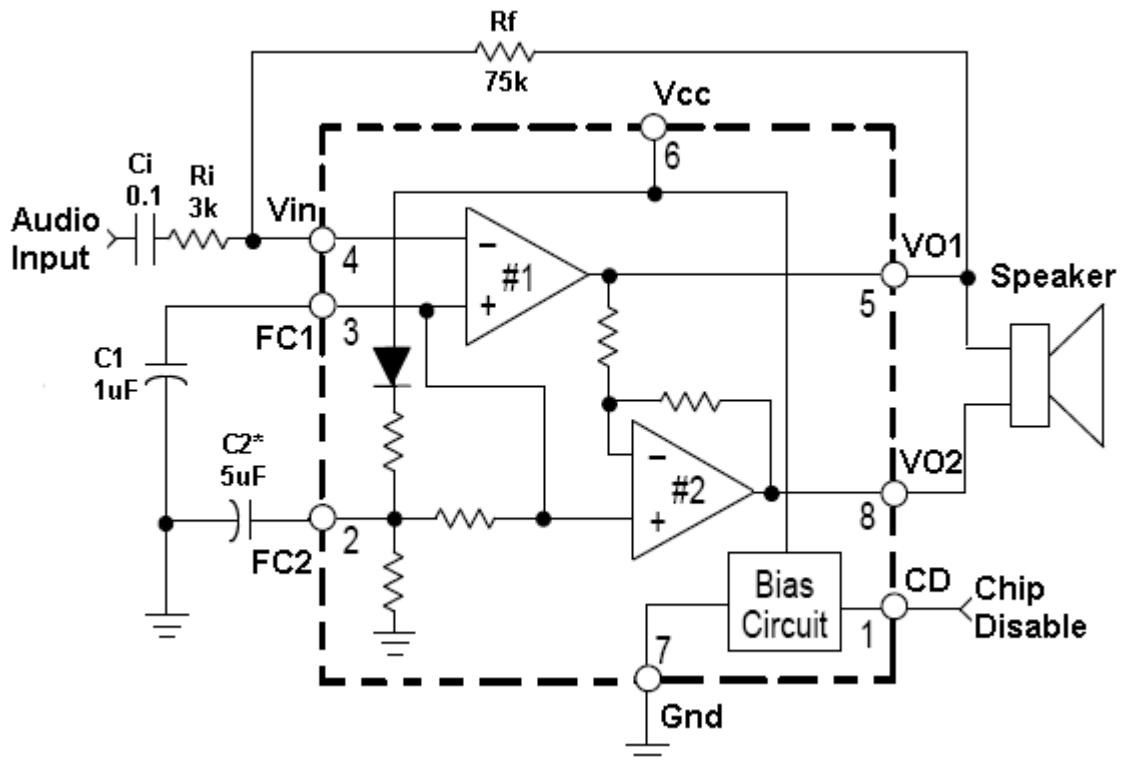 Rf
75k
Vcc
6
Ci
0.1
Ri
3k
Audio
Input
Vin
4
−
#1
+
VO1
5
Speaker
3
FC1
C1
1uF
C2*
5uF
−
#2
+
VO2
8
2
FC2
Bias
Circuit
CD
1
Chip
Disable
7
Gnd